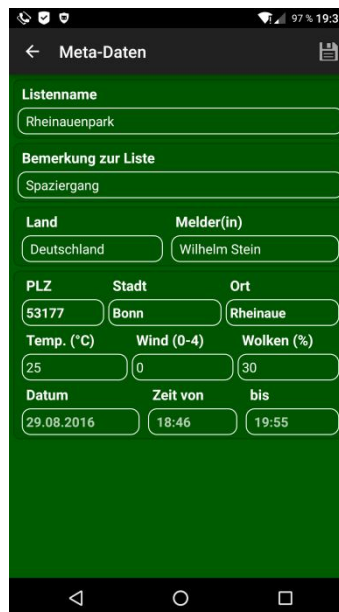 97 % 19:3
Meta-Daten
Listenname
Rheinauenpark
Bemerkung zur Liste
Spaziergang
Land Melder(in)
Deutschland Wilhelm Stein
PLZ Stadt Ort
53177 Bonn Rheinaue
Temp. (°C) Wind (0-4) Wolken (%)
25 0 30
Datum Zeit von bis
29.08.2016 18:46 19:55